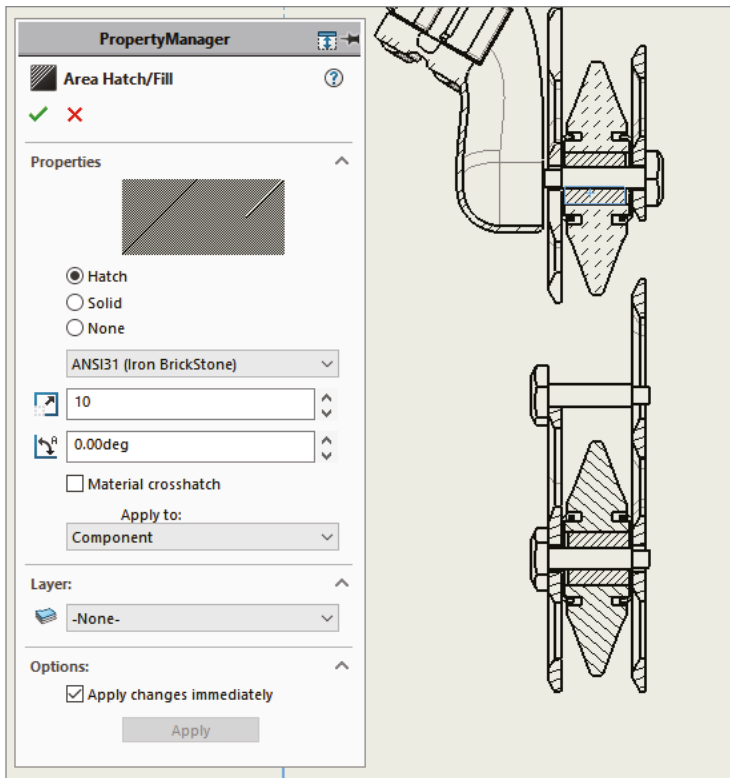 PropertyManager
Area Hatch/Fill
?
Properties
Hatch
Solid
None
ANSI31 (Iron BrickStone)
10
0.00deg
Material crosshatch
Apply to:
Component
Layer:
-None-
Options:
Apply changes immediately
Apply